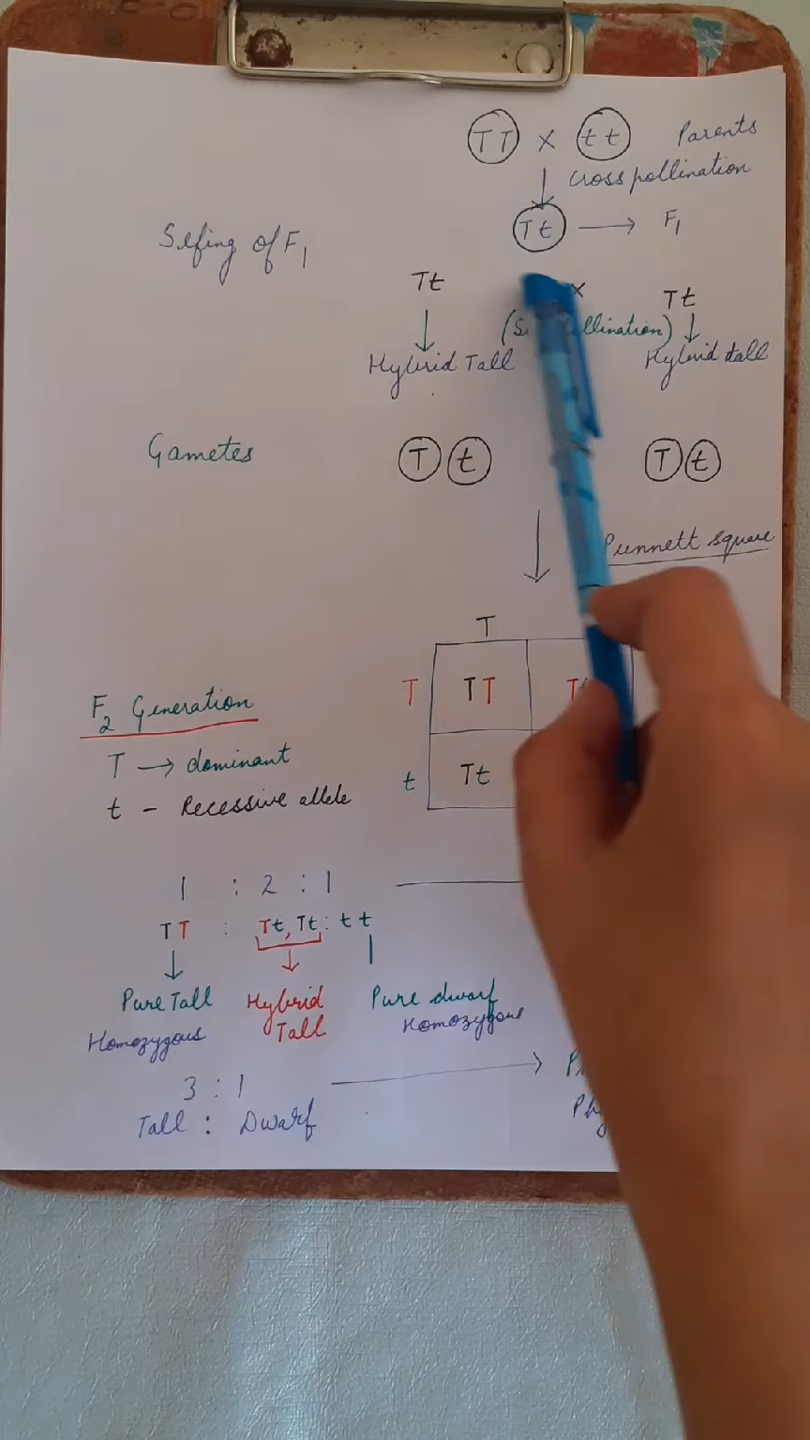 TT × tt Parents
Cross pollination
Tt → F1
Selfing of F1
Tt × Tt
Hybrid Tall Hybrid tall
Gametes T t T t
Punnett square
T
T TT
t Tt
F2 Generation
T → dominant
t - Recessive allele
1 : 2 : 1
TT : Tt, Tt : tt
Pure Tall Hybrid Tall Pure dwarf
Homozygous Homozygous
3 : 1
Tall : Dwarf